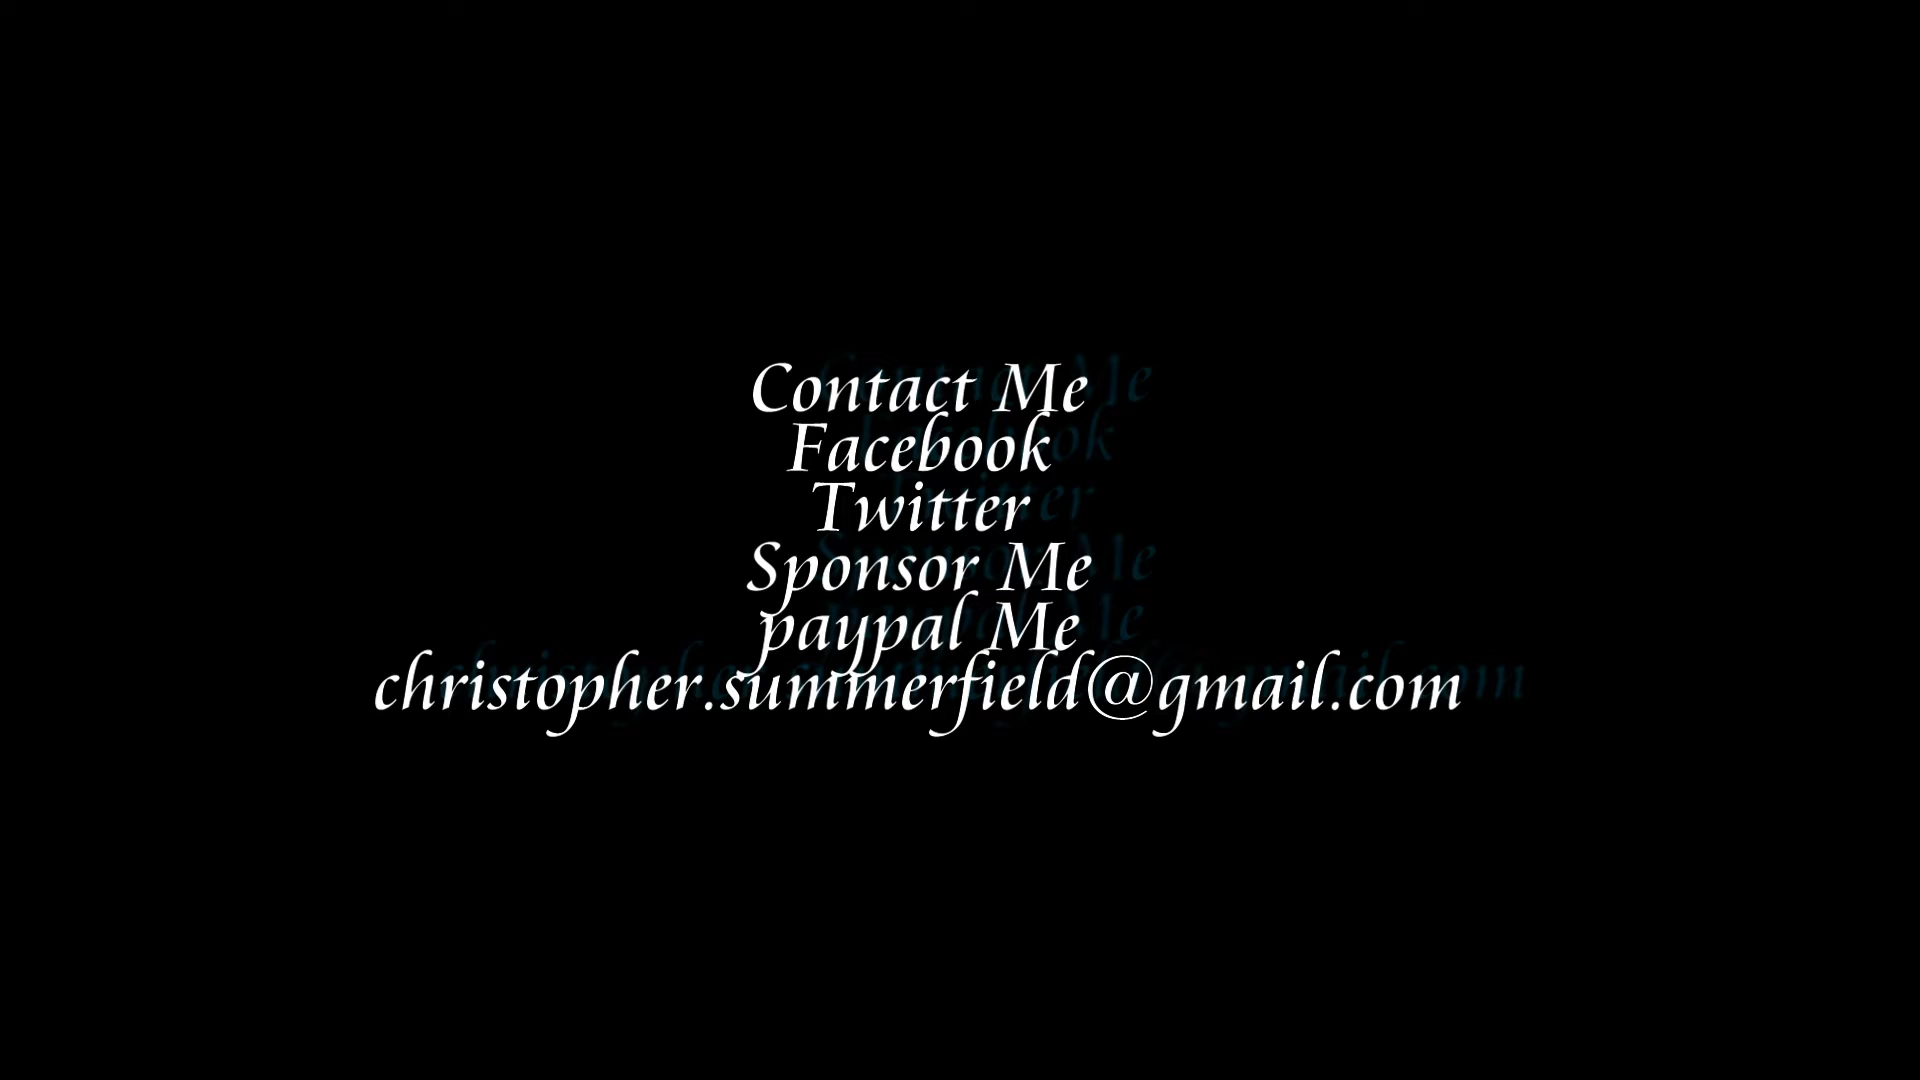 Contact Me
Facebook
Twitter
Sponsor Me
paypal Me
christopher.summerfield@gmail.com